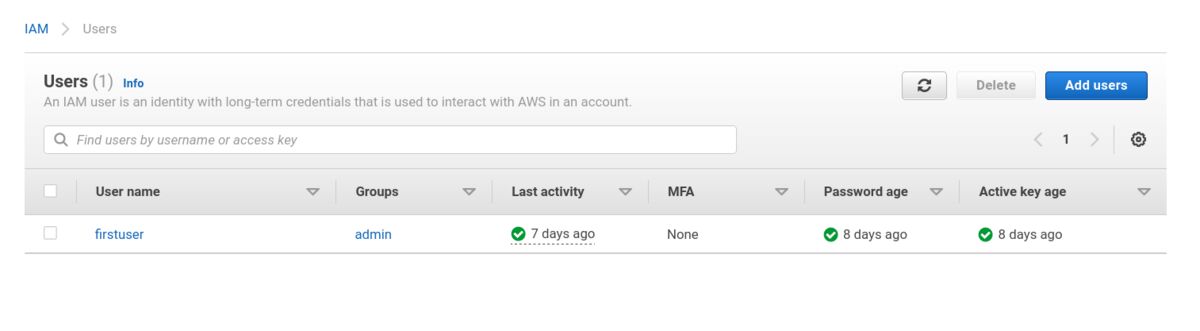 IAM Users
Users (1) Info
An IAM user is an identity with long-term credentials that is used to interact with AWS in an account.
Delete
Add users
Find users by username or access key
1
User name Groups Last activity MFA Password age Active key age
firstuser admin 7 days ago None 8 days ago 8 days ago